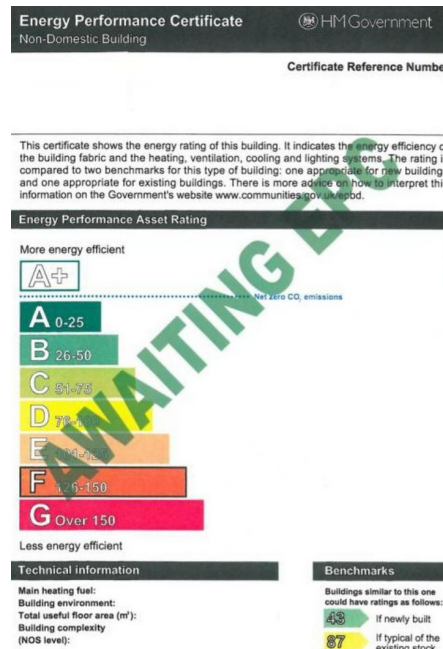 Energy Performance Certificate
HM Government
Non-Domestic Building
Certificate Reference Numbe
This certificate shows the energy rating of this building. It indicates the energy efficiency o
the building fabric and the heating, ventilation, cooling and lighting systems. The rating i
compared to two benchmarks for this type of building: one appropriate for new building
and one appropriate for existing buildings. There is more advice on how to interpret thi
information on the Government's website www.communities.gov.uk/epbd.
Energy Performance Asset Rating
More energy efficient
A+
Net zero CO₂ emissions
A 0-25
B 26-50
C 51-75
D 76-100
E 101-125
F 126-150
G Over 150
Less energy efficient
AWAITING EPC
Technical information
Main heating fuel:
Building environment:
Total useful floor area (m²):
Building complexity
(NOS level):
Benchmarks
Buildings similar to this one
could have ratings as follows:
43 If newly built
87 If typical of the
existing stock